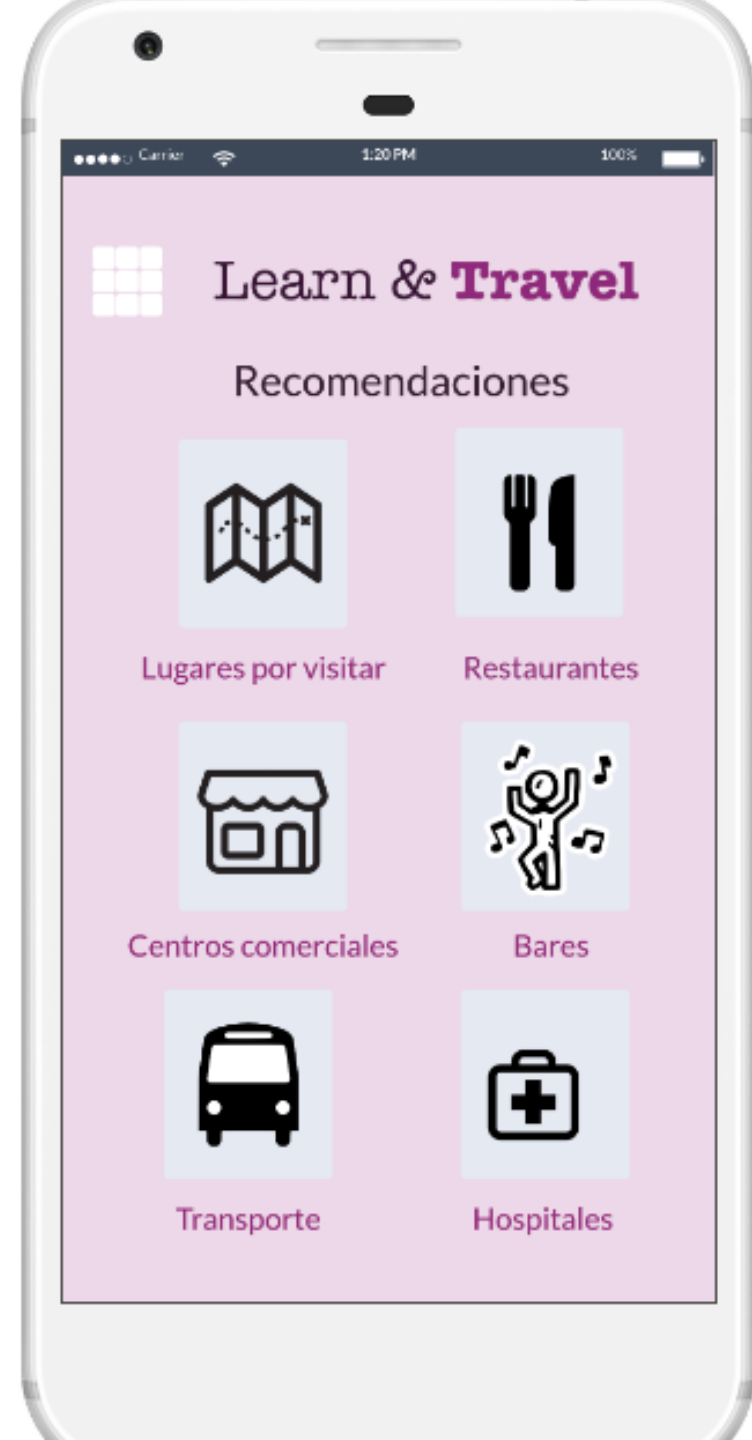 Carrier 1:20 PM 100%
Learn & Travel
Recomendaciones
Lugares por visitar Restaurantes
Centros comerciales Bares
Transporte Hospitales